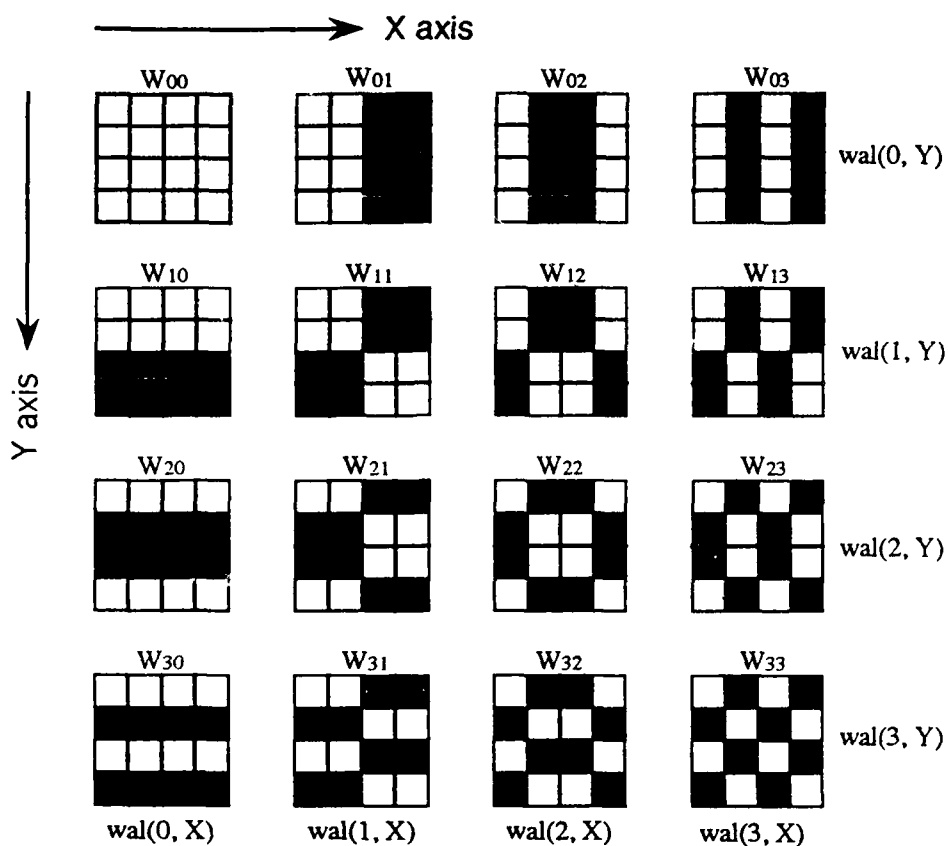 X axis
Y axis
W00 W01 W02 W03
wal(0, Y)
W10 W11 W12 W13
wal(1, Y)
W20 W21 W22 W23
wal(2, Y)
W30 W31 W32 W33
wal(3, Y)
wal(0, X) wal(1, X) wal(2, X) wal(3, X)